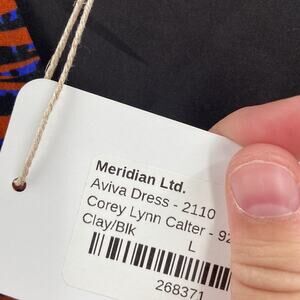 Meridian Ltd.
Aviva Dress - 2110
Corey Lynn Calter - 92
Clay/Blk L
268371